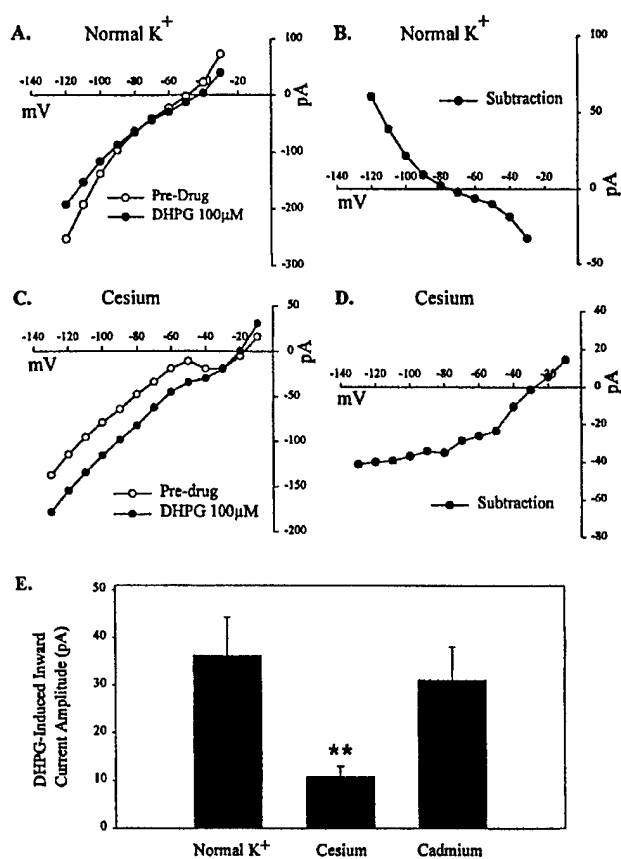 A. Normal K+
B. Normal K+
100
0
-100
-200
-300
pA
-140 -120 -100 -80 -60 -40 -20
mV
Pre-Drug
DHPG 100µM
100
50
0
-50
pA
-140 -120 -100 -80 -60 -40 -20
mV
Subtraction
C. Cesium
D. Cesium
50
0
-50
-100
-150
-200
pA
-140 -120 -100 -80 -60 -40 -20
mV
Pre-drug
DHPG 100µM
40
20
0
-20
-40
-60
-80
pA
-140 -120 -100 -80 -60 -40 -20
mV
Subtraction
E.
DHPG-Induced Inward
Current Amplitude (pA)
50
40
30
20
10
0
**
Normal K+ Cesium Cadmium